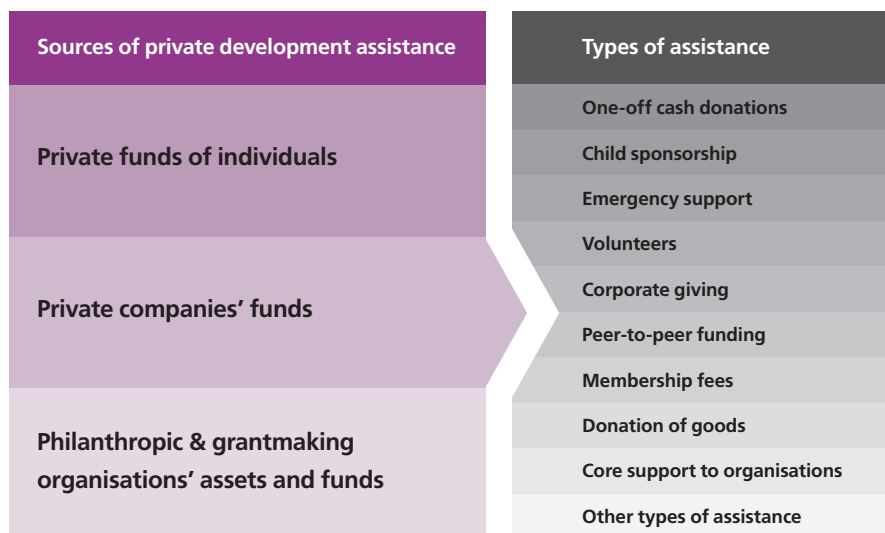 Sources of private development assistance
Private funds of individuals
Private companies’ funds
Philanthropic & grantmaking
organisations’ assets and funds
Types of assistance
One-off cash donations
Child sponsorship
Emergency support
Volunteers
Corporate giving
Peer-to-peer funding
Membership fees
Donation of goods
Core support to organisations
Other types of assistance